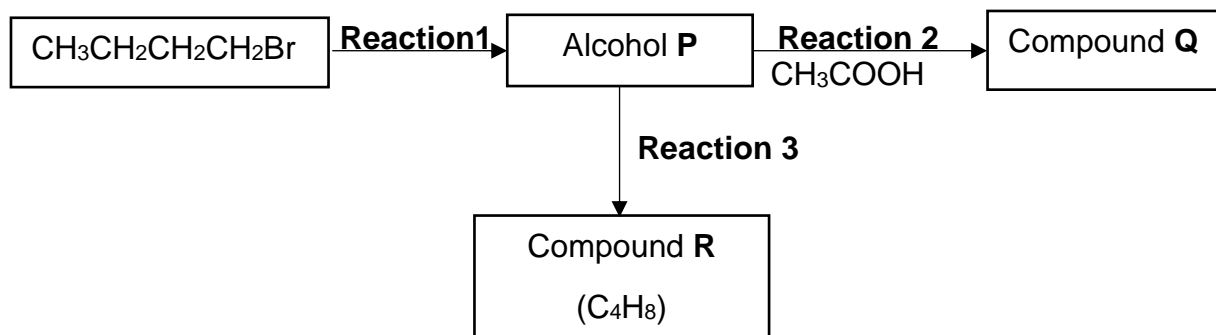 CH₃CH₂CH₂CH₂Br
Reaction1
Alcohol P
Reaction 2
CH₃COOH
Compound Q
Reaction 3
Compound R
(C₄H₈)